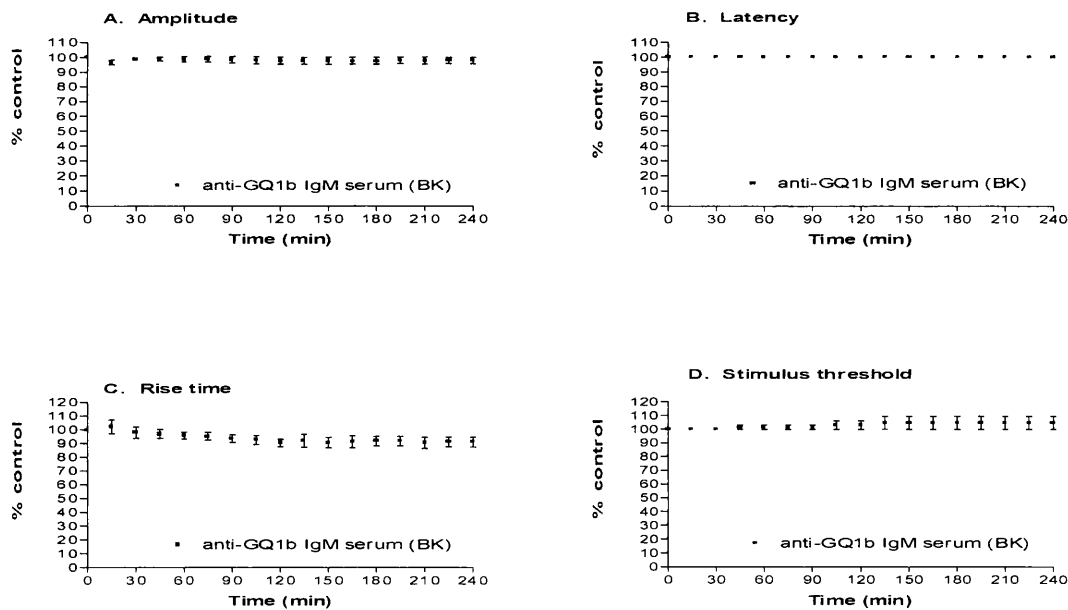 A. Amplitude
110
100
90
80
70
60
50
40
30
20
10
0
% control
anti-GQ1b IgM serum (BK)
0 30 60 90 120 150 180 210 240
Time (min)
B. Latency
110
100
90
80
70
60
50
40
30
20
10
0
% control
anti-GQ1b IgM serum (BK)
0 30 60 90 120 150 180 210 240
Time (min)
C. Rise time
120
110
100
90
80
70
60
50
40
30
20
10
0
% control
anti-GQ1b IgM serum (BK)
0 30 60 90 120 150 180 210 240
Time (min)
D. Stimulus threshold
120
110
100
90
80
70
60
50
40
30
20
10
0
% control
anti-GQ1b IgM serum (BK)
0 30 60 90 120 150 180 210 240
Time (min)